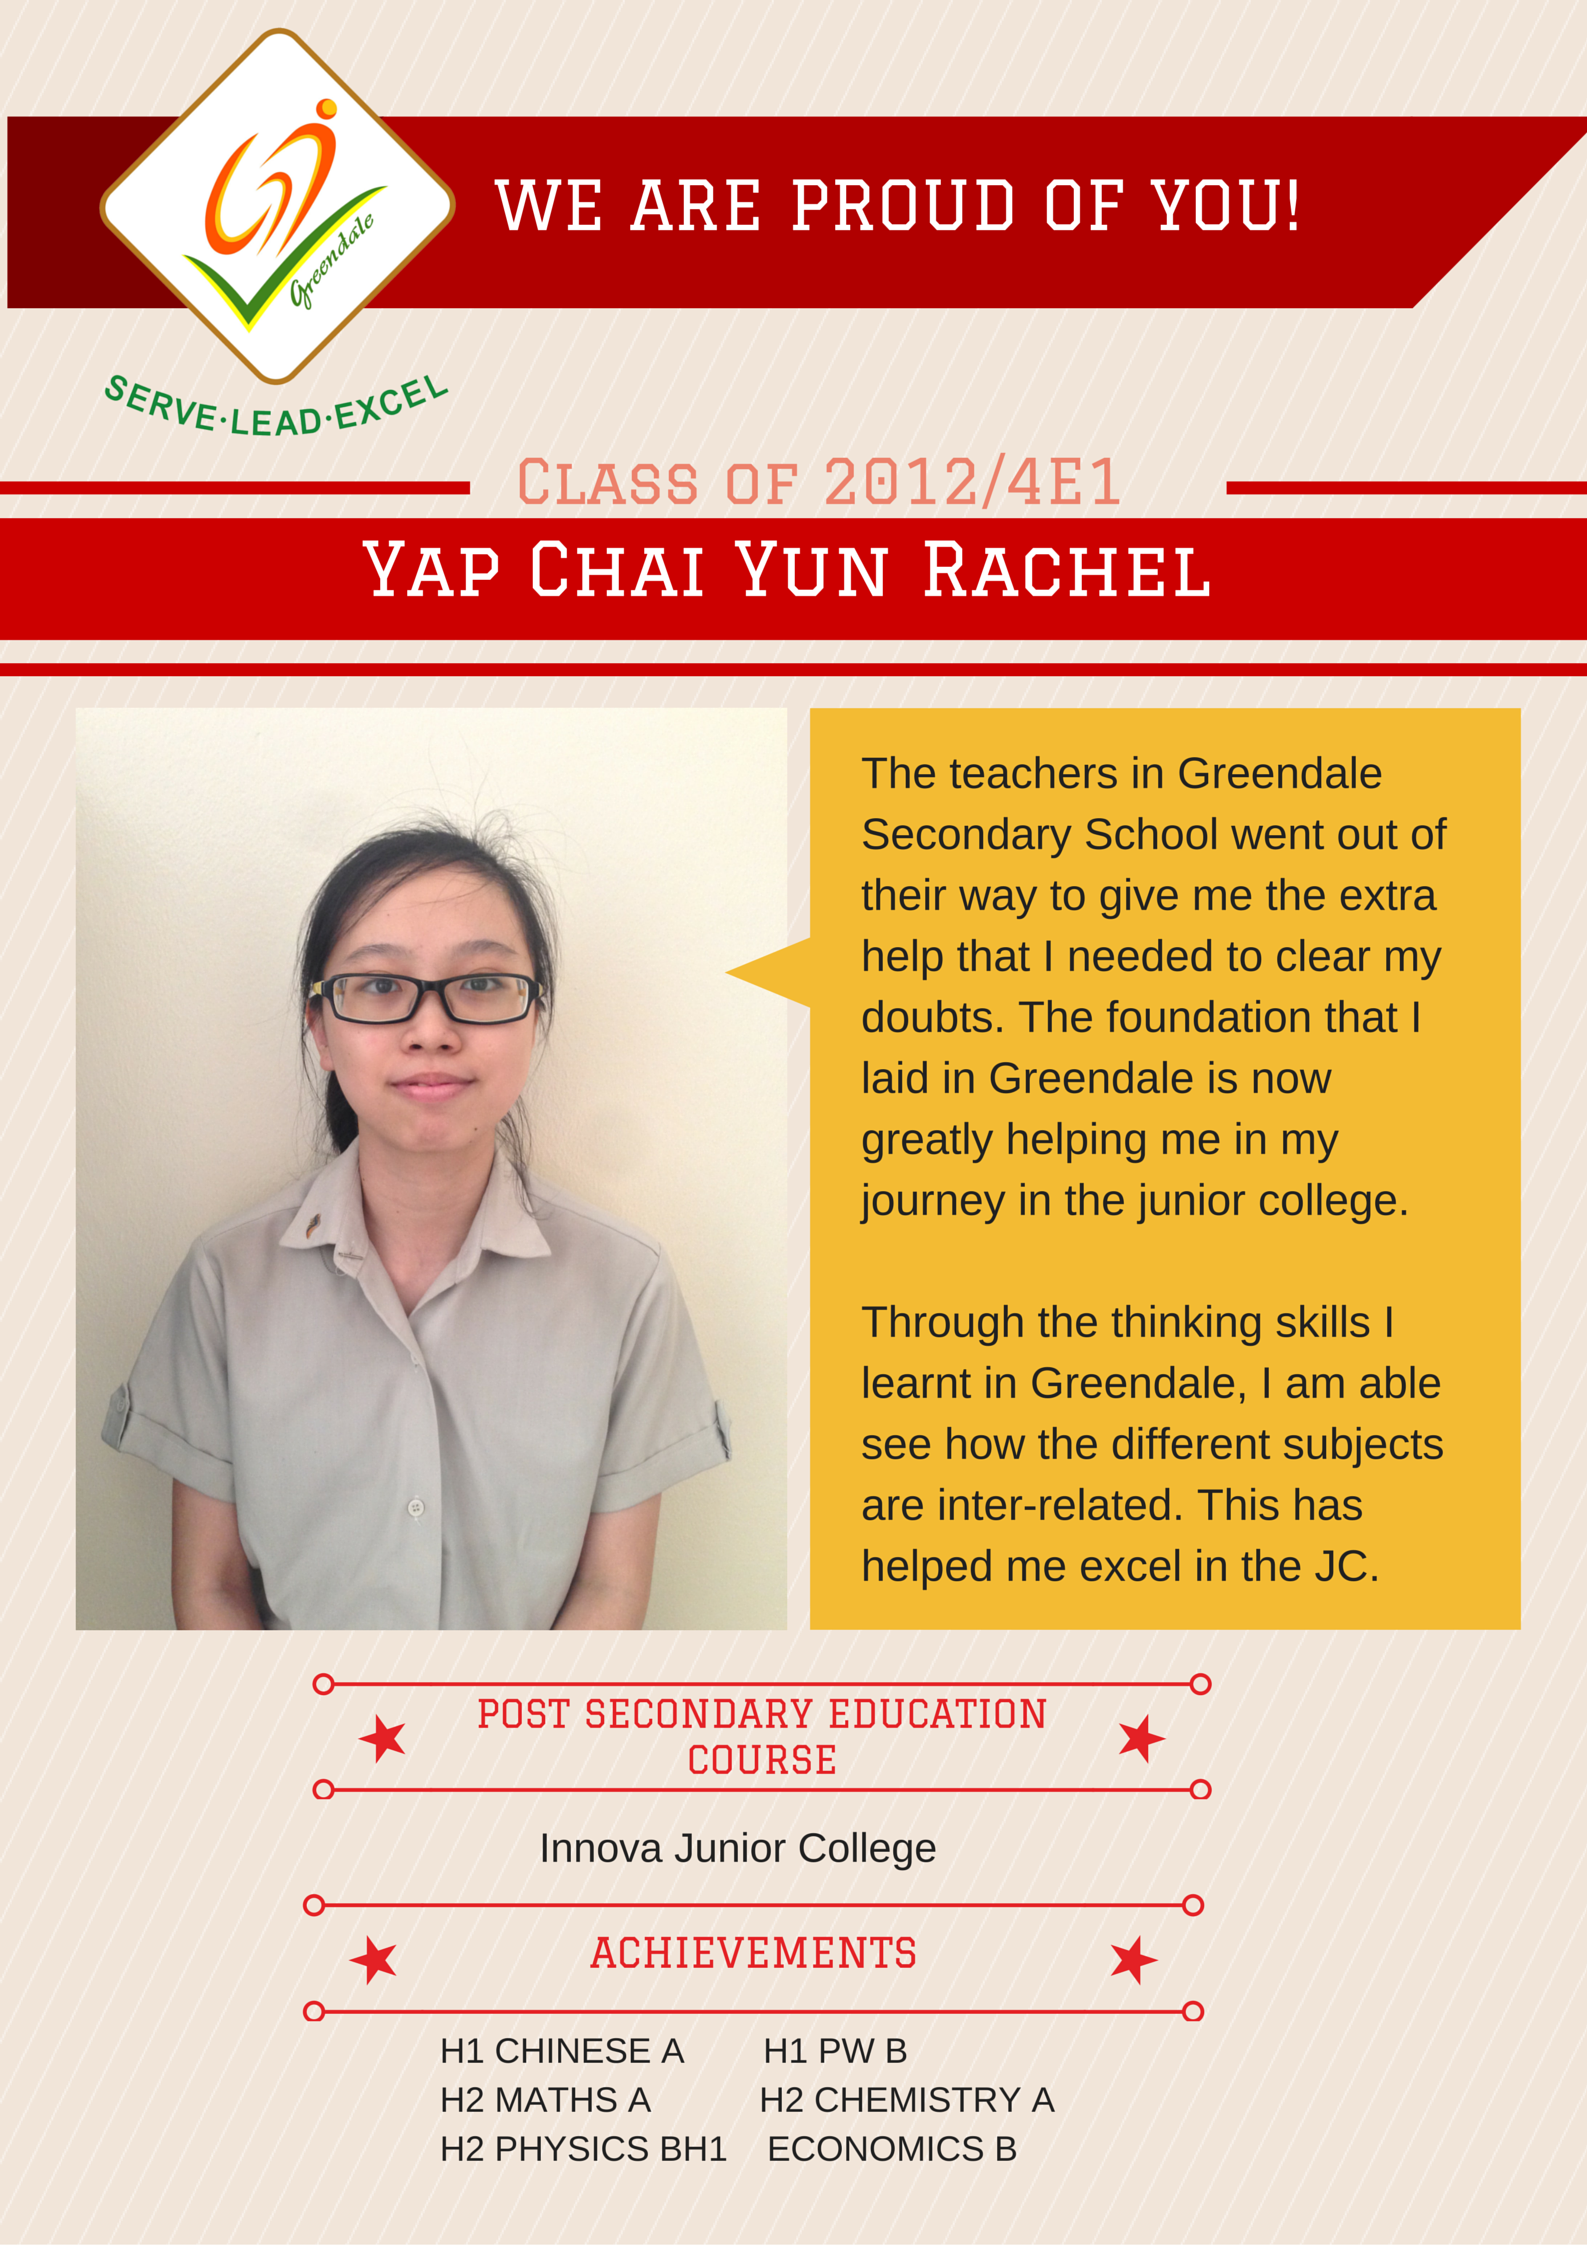 Greendale
SERVE·LEAD·EXCEL
WE ARE PROUD OF YOU!
CLASS OF 2012/4E1
YAP CHAI YUN RACHEL
The teachers in Greendale
Secondary School went out of
their way to give me the extra
help that I needed to clear my
doubts. The foundation that I
laid in Greendale is now
greatly helping me in my
journey in the junior college.
Through the thinking skills I
learnt in Greendale, I am able
see how the different subjects
are inter-related. This has
helped me excel in the JC.
POST SECONDARY EDUCATION
COURSE
Innova Junior College
ACHIEVEMENTS
H1 CHINESE A H1 PW B
H2 MATHS A H2 CHEMISTRY A
H2 PHYSICS BH1 ECONOMICS B